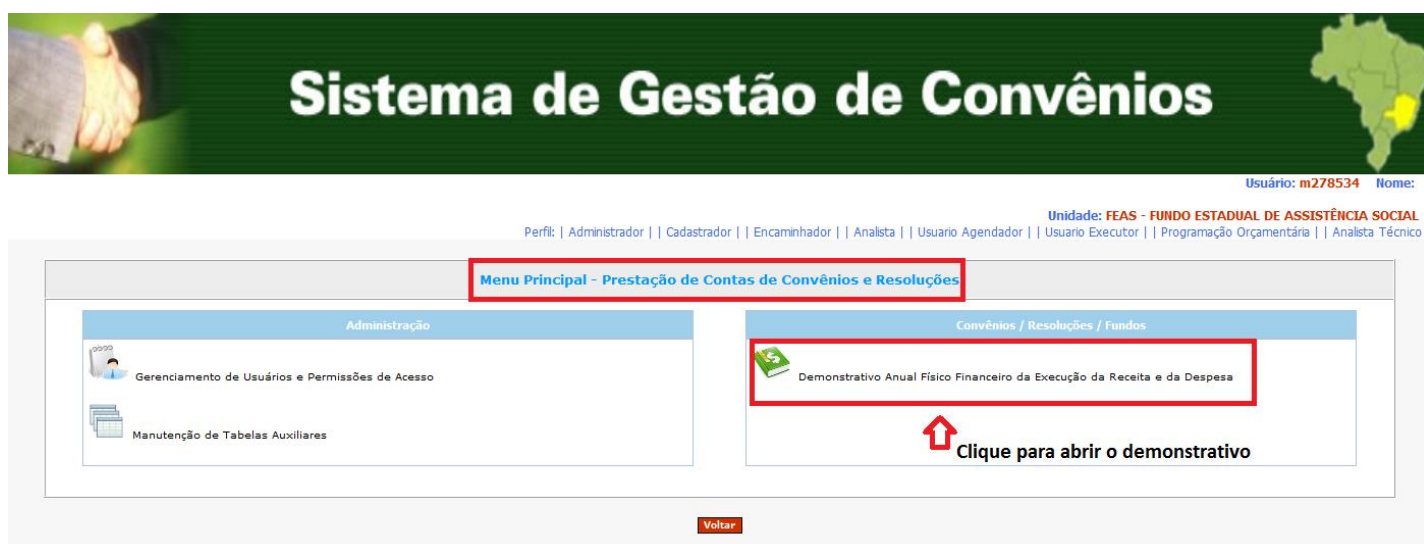 Sistema de Gestão de Convênios
Usuário: m278534 Nome:
Unidade: FEAS - FUNDO ESTADUAL DE ASSISTÊNCIA SOCIAL
Perfil: | Administrador | | Cadastrador | | Encaminhador | | Analista | | Usuario Agendador | | Usuario Executor | | Programação Orçamentária | | Analista Técnico
Menu Principal - Prestação de Contas de Convênios e Resoluções
Administração
Gerenciamento de Usuários e Permissões de Acesso
Manutenção de Tabelas Auxiliares
Convênios / Resoluções / Fundos
Demonstrativo Anual Físico Financeiro da Execução da Receita e da Despesa
Clique para abrir o demonstrativo
Voltar